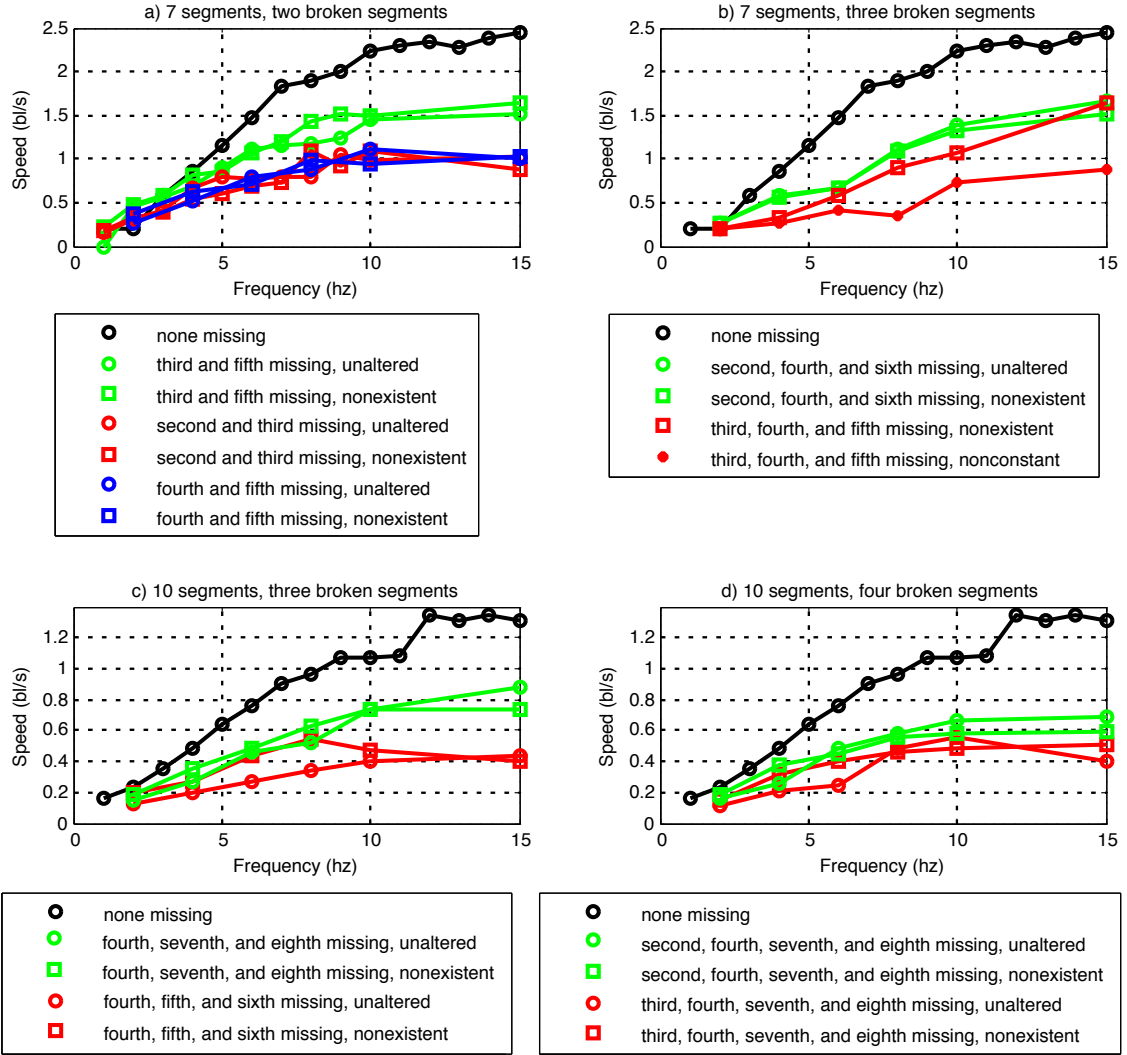 a) 7 segments, two broken segments
2.5
2
1.5
1
0.5
0
Speed (bl/s)
0 5 10 15
Frequency (hz)
none missing
third and fifth missing, unaltered
third and fifth missing, nonexistent
second and third missing, unaltered
second and third missing, nonexistent
fourth and fifth missing, unaltered
fourth and fifth missing, nonexistent
b) 7 segments, three broken segments
2.5
2
1.5
1
0.5
0
Speed (bl/s)
0 5 10 15
Frequency (hz)
none missing
second, fourth, and sixth missing, unaltered
second, fourth, and sixth missing, nonexistent
third, fourth, and fifth missing, nonexistent
third, fourth, and fifth missing, nonconstant
c) 10 segments, three broken segments
1.2
1
0.8
0.6
0.4
0.2
0
Speed (bl/s)
0 5 10 15
Frequency (hz)
none missing
fourth, seventh, and eighth missing, unaltered
fourth, seventh, and eighth missing, nonexistent
fourth, fifth, and sixth missing, unaltered
fourth, fifth, and sixth missing, nonexistent
d) 10 segments, four broken segments
1.2
1
0.8
0.6
0.4
0.2
0
Speed (bl/s)
0 5 10 15
Frequency (hz)
none missing
second, fourth, seventh, and eighth missing, unaltered
second, fourth, seventh, and eighth missing, nonexistent
third, fourth, seventh, and eighth missing, unaltered
third, fourth, seventh, and eighth missing, nonexistent